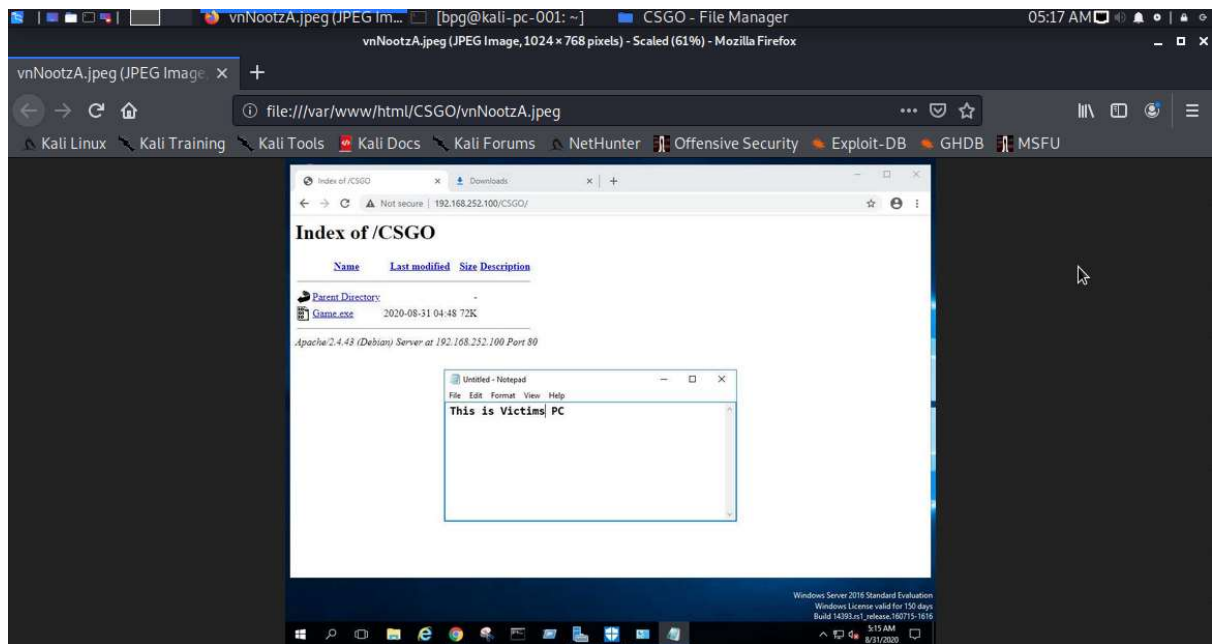 vnNootzA.jpeg (JPEG Im... [bpg@kali-pc-001: ~] CSGO - File Manager 05:17 AM
vnNootzA.jpeg (JPEG Image, 1024 × 768 pixels) - Scaled (61%) - Mozilla Firefox
vnNootzA.jpeg (JPEG Image,
file:///var/www/html/CSGO/vnNootzA.jpeg
Kali Linux Kali Training Kali Tools Kali Docs Kali Forums NetHunter Offensive Security Exploit-DB GHDB MSFU
Index of /CSGO Downloads
Not secure | 192.168.252.100/CSGO/
Index of /CSGO
Name Last modified Size Description
Parent Directory -
Game.exe 2020-08-31 04:48 72K
Apache/2.4.43 (Debian) Server at 192.168.252.100 Port 80
Untitled - Notepad
File Edit Format View Help
This is Victims PC
Windows Server 2016 Standard Evaluation
Windows License valid for 150 days
Build 14393.rs1_release.160715-1616
5:15 AM
8/31/2020